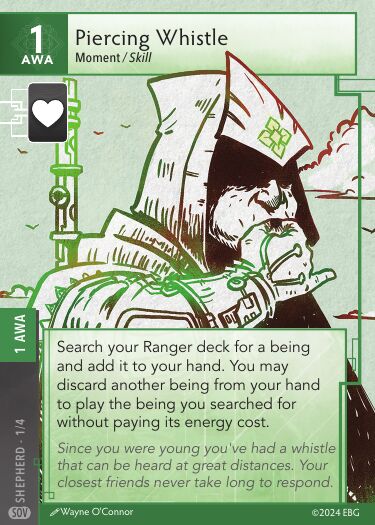 1
AWA
Piercing Whistle
Moment / Skill
1 AWA
Search your Ranger deck for a being
and add it to your hand. You may
discard another being from your hand
to play the being you searched for
without paying its energy cost.
Since you were young you've had a whistle
that can be heard at great distances. Your
closest friends never take long to respond.
SHEPHERD - 1/4
SOV
Wayne O'Connor
©2024 EBG